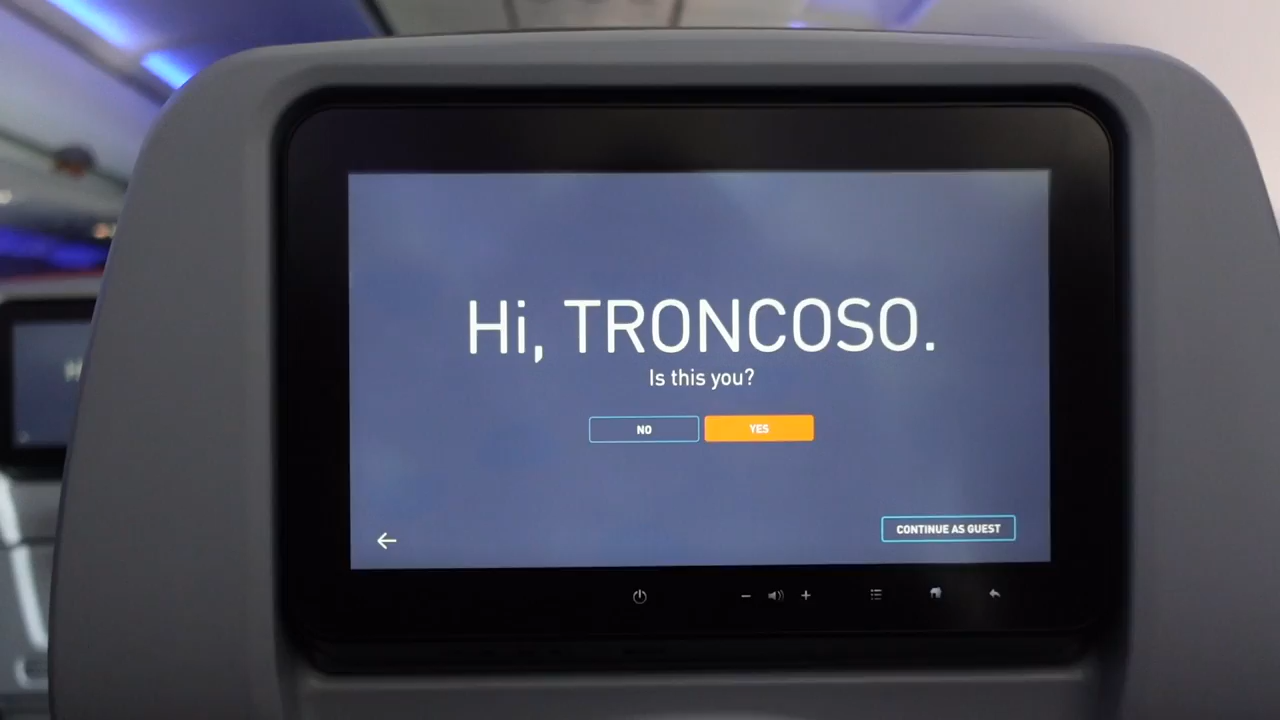 Hi, TRONCOSO.
Is this you?
NO YES
CONTINUE AS GUEST